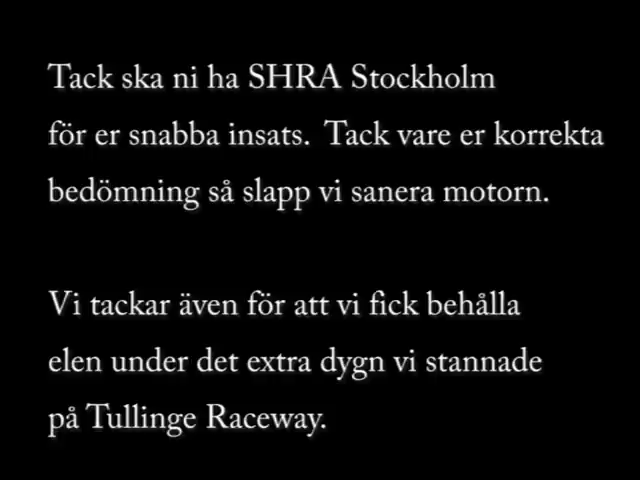 Tack ska ni ha SHRA Stockholm
för er snabba insats. Tack vare er korrekta
bedömning så slapp vi sanera motorn.
Vi tackar även för att vi fick behålla
elen under det extra dygn vi stannade
på Tullinge Raceway.